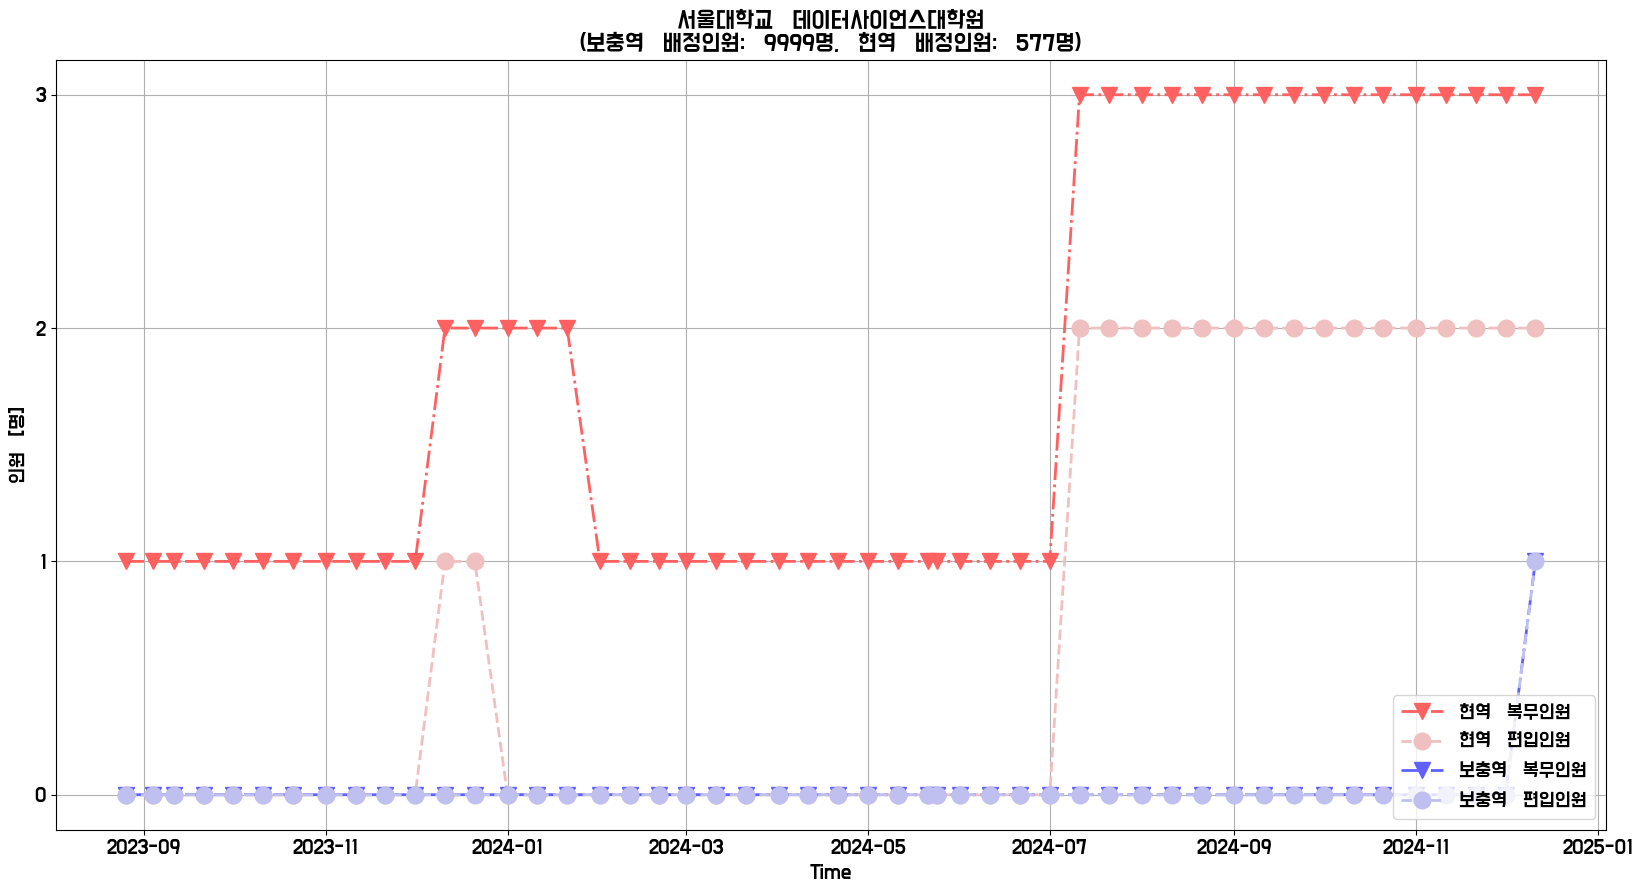 서울대학교 데이터사이언스대학원
(보충역 배정인원: 9999명, 현역 배정인원: 577명)
인원 [명]
3
2
1
0
현역 복무인원
현역 편입인원
보충역 복무인원
보충역 편입인원
2023-09 2023-11 2024-01 2024-03 2024-05 2024-07 2024-09 2024-11 2025-01
Time